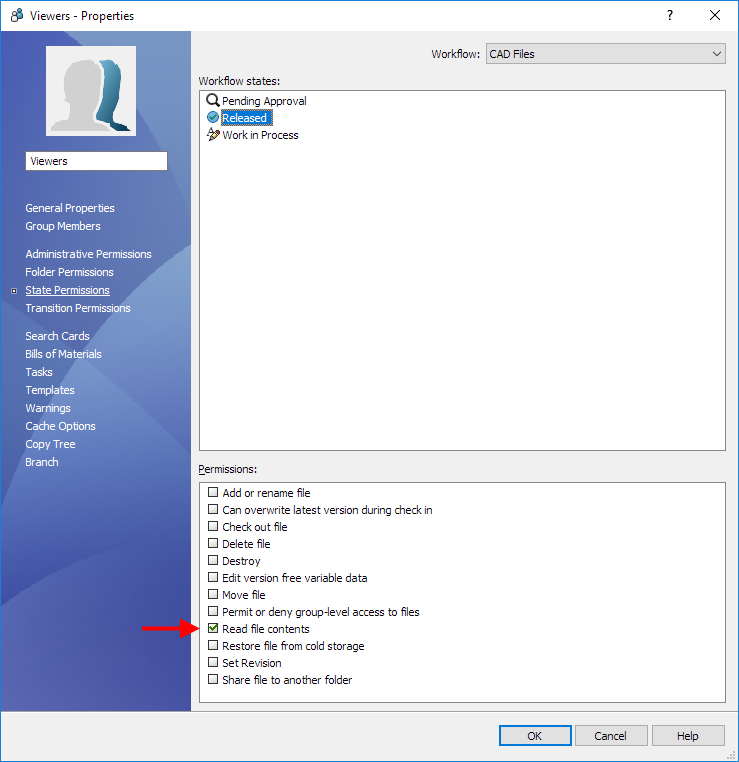 Viewers - Properties
?
Workflow: CAD Files
Workflow states:
Pending Approval
Released
Work in Process
Viewers
General Properties
Group Members
Administrative Permissions
Folder Permissions
State Permissions
Transition Permissions
Search Cards
Bills of Materials
Tasks
Templates
Warnings
Cache Options
Copy Tree
Branch
Permissions:
Add or rename file
Can overwrite latest version during check in
Check out file
Delete file
Destroy
Edit version free variable data
Move file
Permit or deny group-level access to files
Read file contents
Restore file from cold storage
Set Revision
Share file to another folder
OK Cancel Help